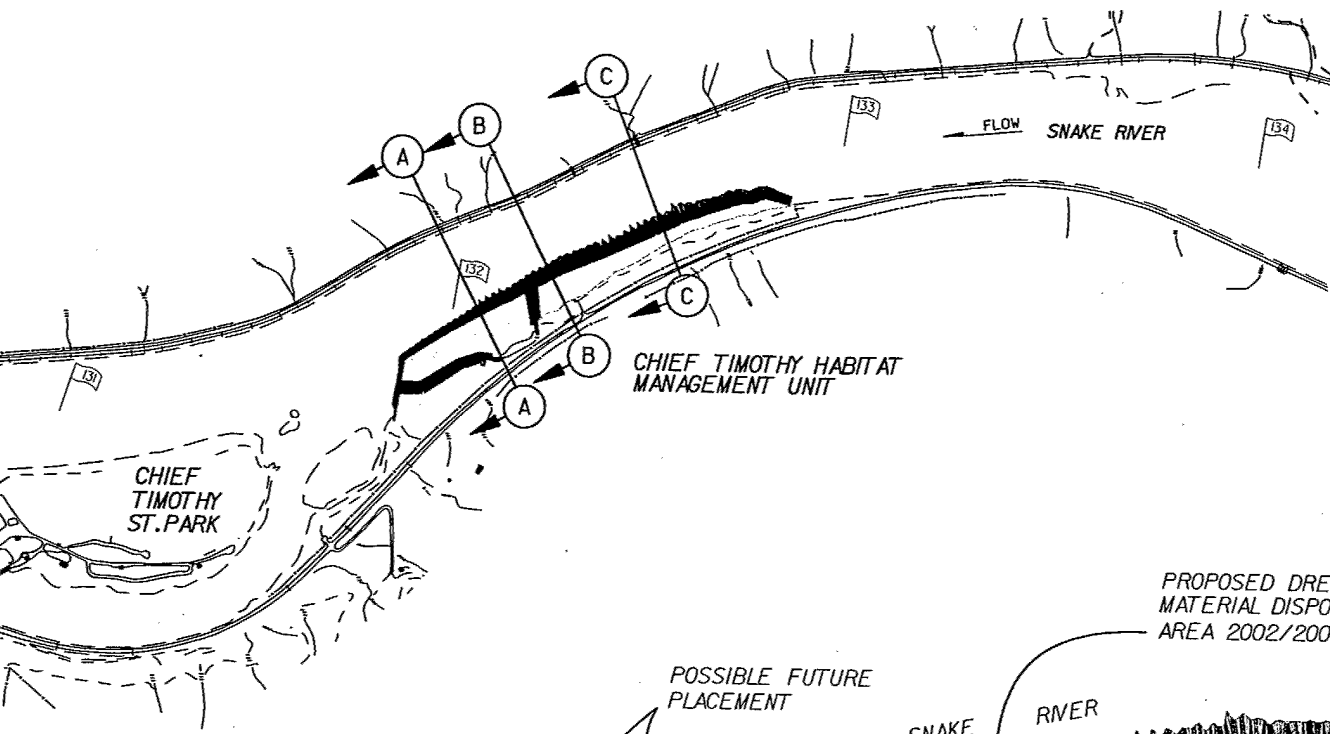 C
B
A
133
FLOW
SNAKE RIVER
134
132
C
B
A
CHIEF TIMOTHY HABITAT
MANAGEMENT UNIT
131
CHIEF
TIMOTHY
ST.PARK
PROPOSED DRE
MATERIAL DISPO
AREA 2002/200
POSSIBLE FUTURE
PLACEMENT
SNAKE
RIVER